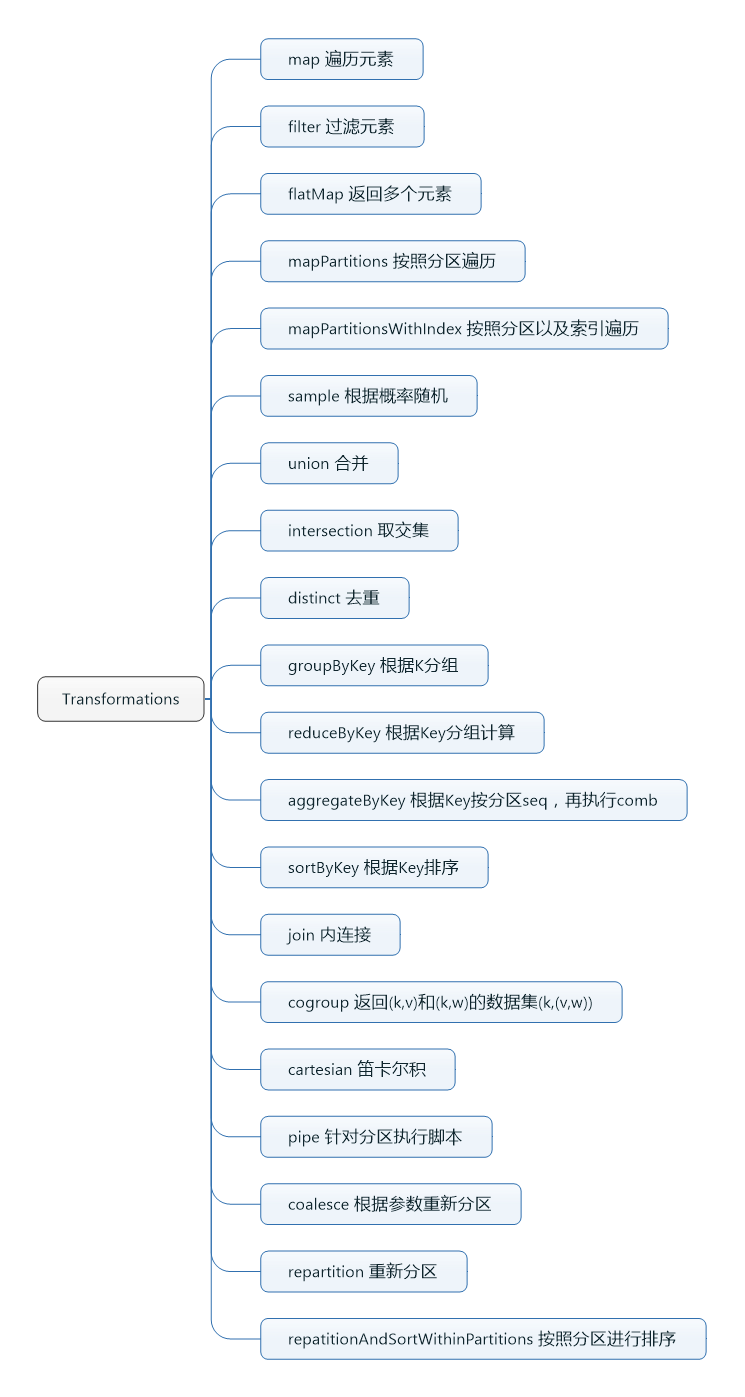 map 遍历元素
filter 过滤元素
flatMap 返回多个元素
mapPartitions 按照分区遍历
mapPartitionsWithIndex 按照分区以及索引遍历
sample 根据概率随机
union 合并
intersection 取交集
distinct 去重
groupByKey 根据K分组
Transformations
reduceByKey 根据Key分组计算
aggregateByKey 根据Key按分区seq，再执行comb
sortByKey 根据Key排序
join 内连接
cogroup 返回(k,v)和(k,w)的数据集(k,(v,w))
cartesian 笛卡尔积
pipe 针对分区执行脚本
coalesce 根据参数重新分区
repartition 重新分区
repatitionAndSortWithinPartitions 按照分区进行排序